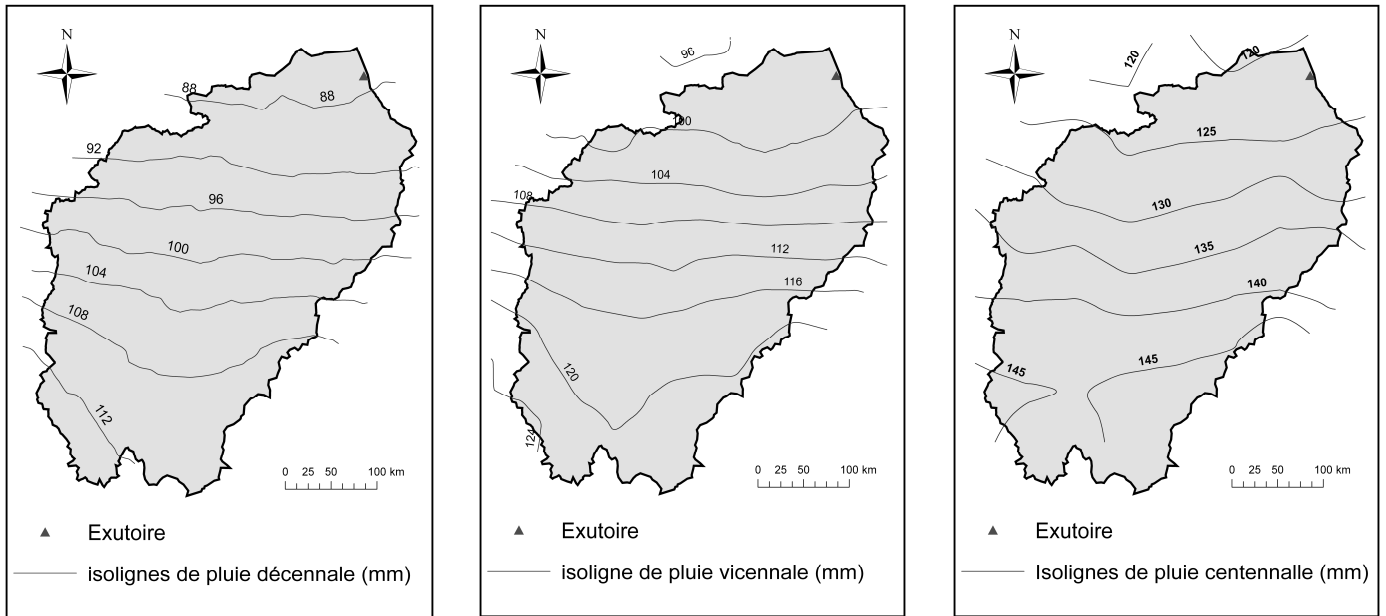 N
88
88
92
96
100
104
108
112
0 25 50 100 km
Exutoire
isolignes de pluie décennale (mm)
N
96
100
104
108
112
116
120
124
0 25 50 100 km
Exutoire
isoligne de pluie vicennale (mm)
N
120
120
125
130
135
140
145
145
0 25 50 100 km
Exutoire
Isolignes de pluie centennalle (mm)